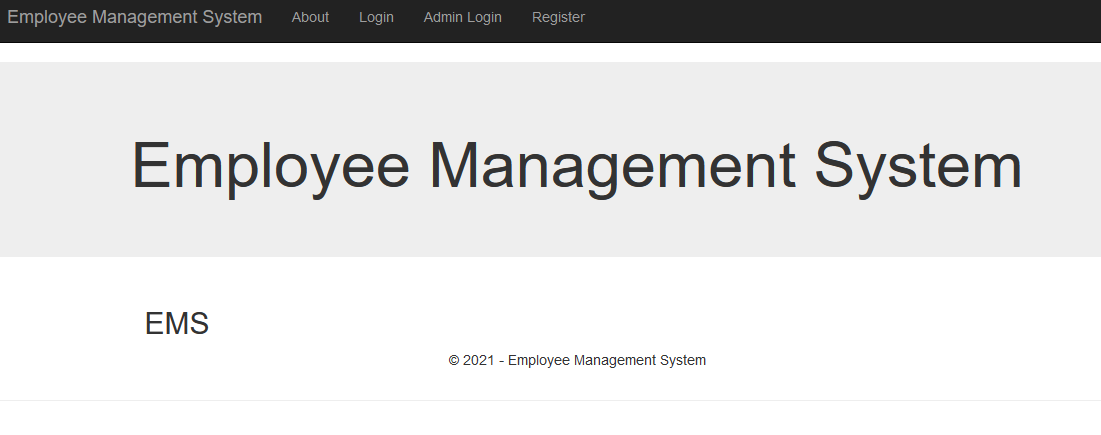 Employee Management System About Login Admin Login Register
Employee Management System
EMS
© 2021 - Employee Management System